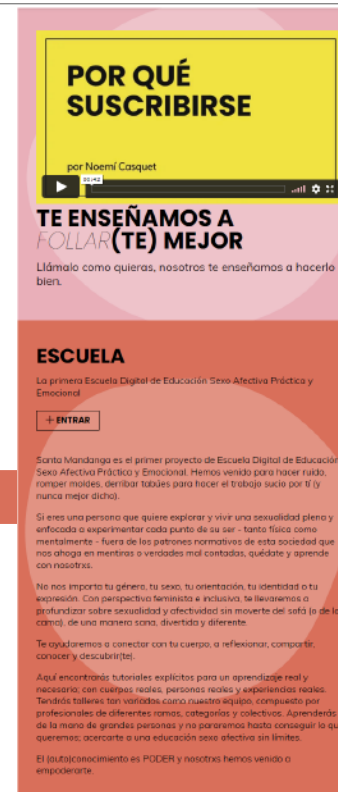 POR QUÉ
SUSCRIBIRSE
por Noemí Casquet
TE ENSEÑAMOS A
FOLLAR(TE) MEJOR
Llámalo como quieras, nosotros te enseñamos a hacerlo
bien.
ESCUELA
La primera Escuela Digital de Educación Sexo Afectiva Práctica y
Emocional
+ ENTRAR
Santa Mandanga es el primer proyecto de Escuela Digital de Educación
Sexo Afectiva Práctica y Emocional. Hemos venido para hacer ruido,
romper moldes, derribar tabúes para hacer el trabajo sucio por tí (y
nunca mejor dicho).
Si eres una persona que quiere explorar y vivir una sexualidad plena y
enfocada a experimentar cada punto de su ser - tanto físico como
mentalmente - fuera de los patrones normativos de esta sociedad que
nos ahoga en mentiras o verdades mal contadas, quédate y aprende
con nosotrxs.
No nos importa tu género, tu sexo, tu orientación, tu identidad o tu
expresión. Con perspectiva feminista e inclusiva, te llevaremos a
profundizar sobre sexualidad y afectividad sin moverte del sofá (o de la
cama), de una manera sana, divertida y diferente.
Te ayudaremos a conectar con tu cuerpo, a reflexionar, compartir,
conocer y descubrir(te).
Aquí encontrarás tutoriales explícitos para un aprendizaje real y
necesario; con cuerpos reales, personas reales y experiencias reales.
Tendrás talleres tan variados como nuestro equipo, compuesto por
profesionales de diferentes ramas, categorías y colectivos. Aprenderás
de la mano de grandes personas y no pararemos hasta conseguir lo qu
queremos; acercarte a una educación sexo afectiva sin límites.
El (auto)conocimiento es PODER y nosotrxs hemos venido a
empoderarte.